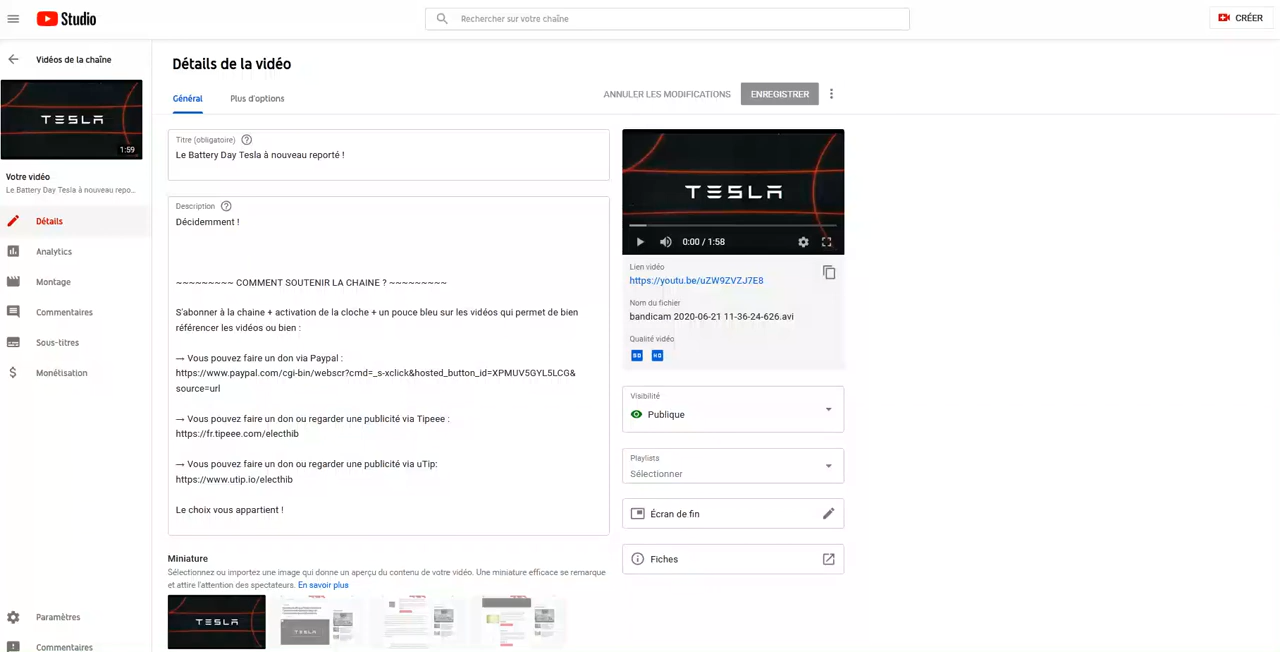 Studio
Rechercher sur votre chaîne
CRÉER
Vidéos de la chaîne
TESLA
1:59
Votre vidéo
Le Battery Day Tesla à nouveau repo...
Détails
Analytics
Montage
Commentaires
Sous-titres
Monétisation
Paramètres
Commentaires
Détails de la vidéo
Général
Plus d'options
ANNULER LES MODIFICATIONS
ENREGISTRER
Titre (obligatoire)
Le Battery Day Tesla à nouveau reporté !
Description
Décidemment !
~~~~~~~~~ COMMENT SOUTENIR LA CHAINE ? ~~~~~~~~~
S'abonner à la chaine + activation de la cloche + un pouce bleu sur les vidéos qui permet de bien
référencer les vidéos ou bien :
→ Vous pouvez faire un don via Paypal :
https://www.paypal.com/cgi-bin/webscr?cmd=_s-xclick&hosted_button_id=XPMUV5GYL5LCG&
source=url
→ Vous pouvez faire un don ou regarder une publicité via Tipeee :
https://fr.tipeee.com/electhib
→ Vous pouvez faire un don ou regarder une publicité via uTip:
https://www.utip.io/electhib
Le choix vous appartient !
Miniature
Sélectionnez ou importez une image qui donne un aperçu du contenu de votre vidéo. Une miniature efficace se remarque
et attire l'attention des spectateurs. En savoir plus
TESLA
TESLA
TESLA
0:00 / 1:58
Lien vidéo
https://youtu.be/uZW9ZVZJ7E8
Nom du fichier
bandicam 2020-06-21 11-36-24-626.avi
Qualité vidéo
SD HD
Visibilité
Publique
Playlists
Sélectionner
Écran de fin
Fiches